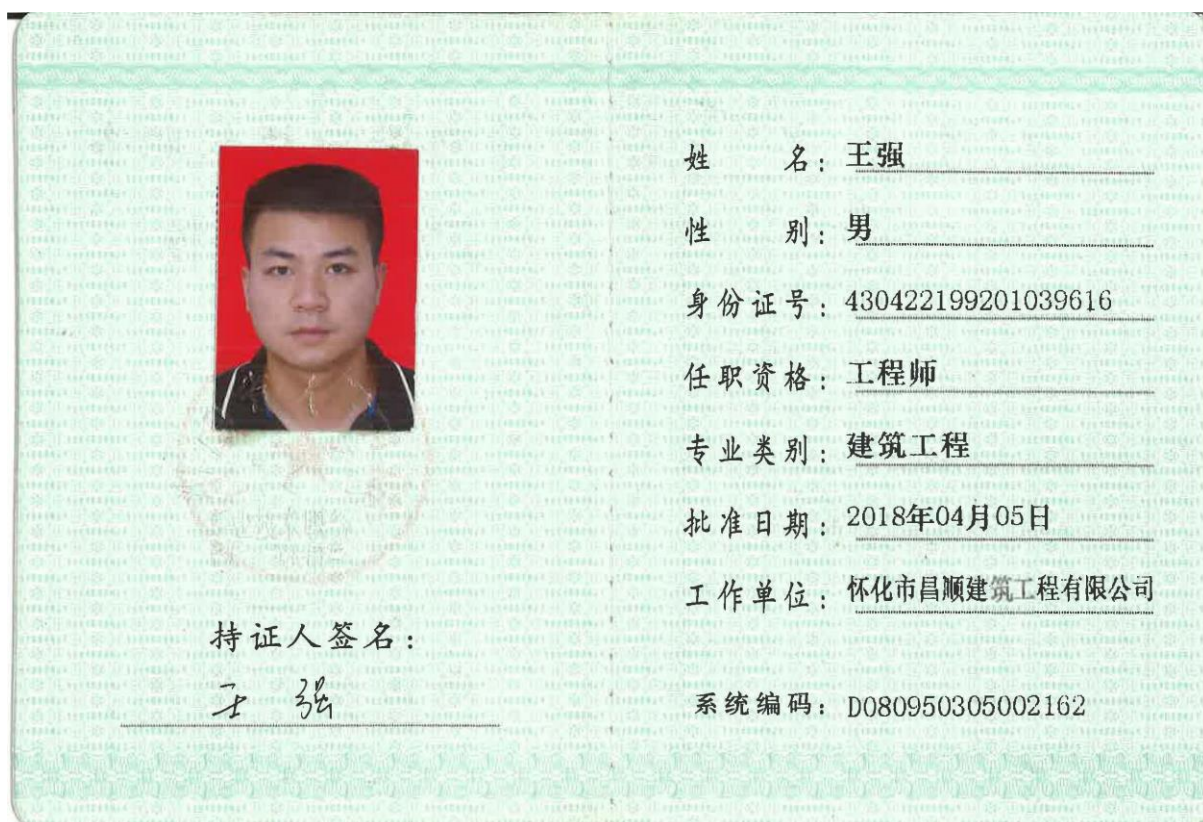 持证人签名：
王强
姓名：王强
性别：男
身份证号：430422199201039616
任职资格：工程师
专业类别：建筑工程
批准日期：2018年04月05日
工作单位：怀化市昌顺建筑工程有限公司
系统编码：D080950305002162